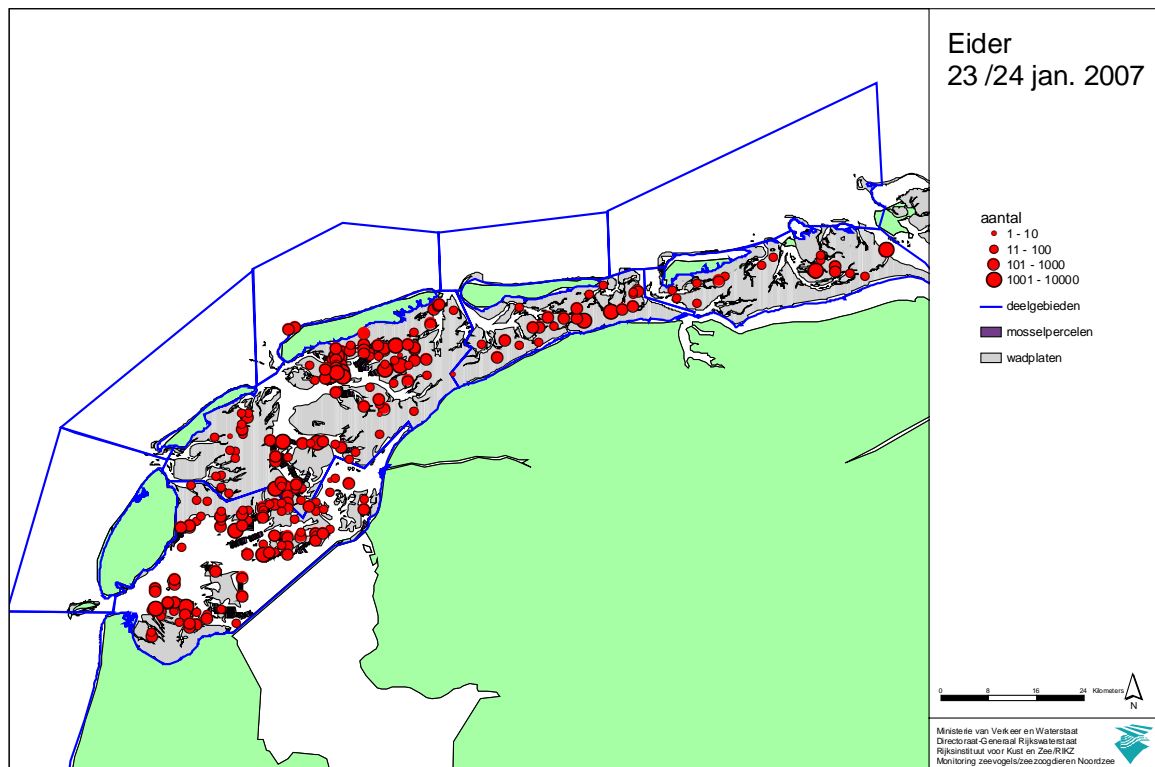 Eider
23 /24 jan. 2007
aantal
1 - 10
11 - 100
101 - 1000
1001 - 10000
deelgebieden
mosselpercelen
wadplaten
0 8 16 24 Kilometers
N
Ministerie van Verkeer en Waterstaat
Directoraat-Generaal Rijkswaterstaat
Rijksinstituut voor Kust en Zee/RIKZ
Monitoring zeevogels/zeezoogdieren Noordzee